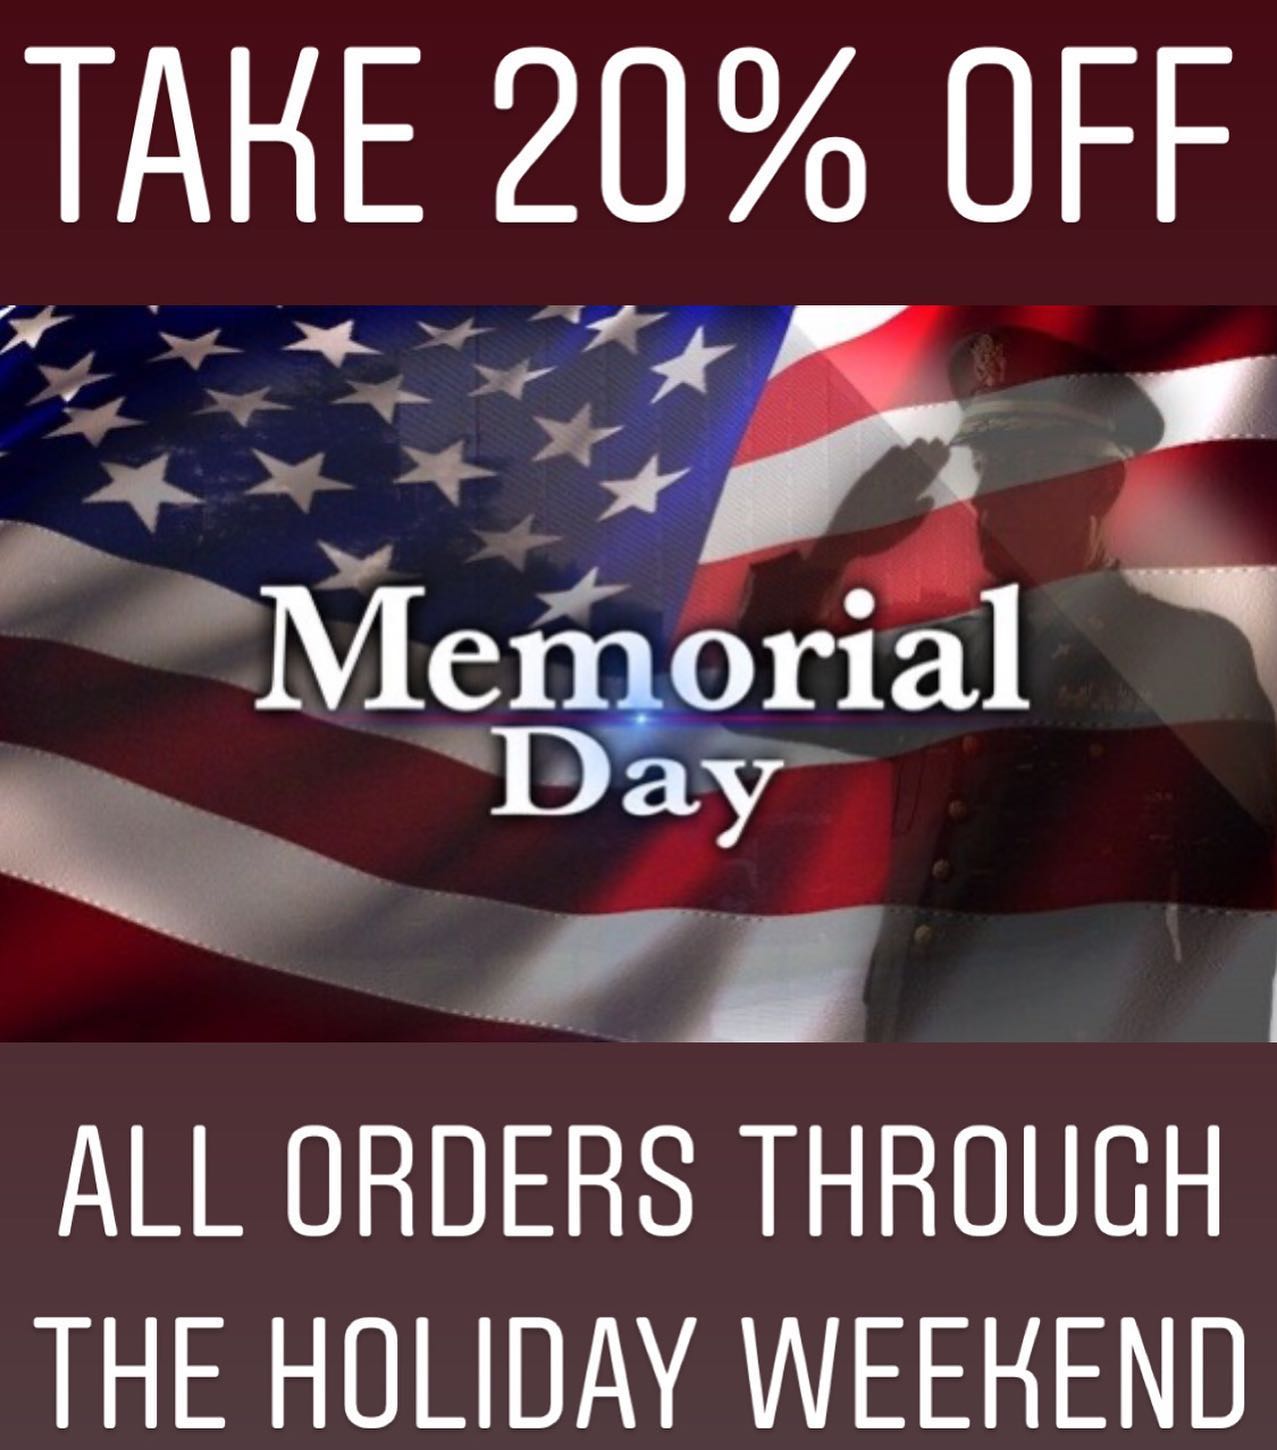 TAKE 20% OFF
Memorial
Day
ALL ORDERS THROUGH
THE HOLIDAY WEEKEND